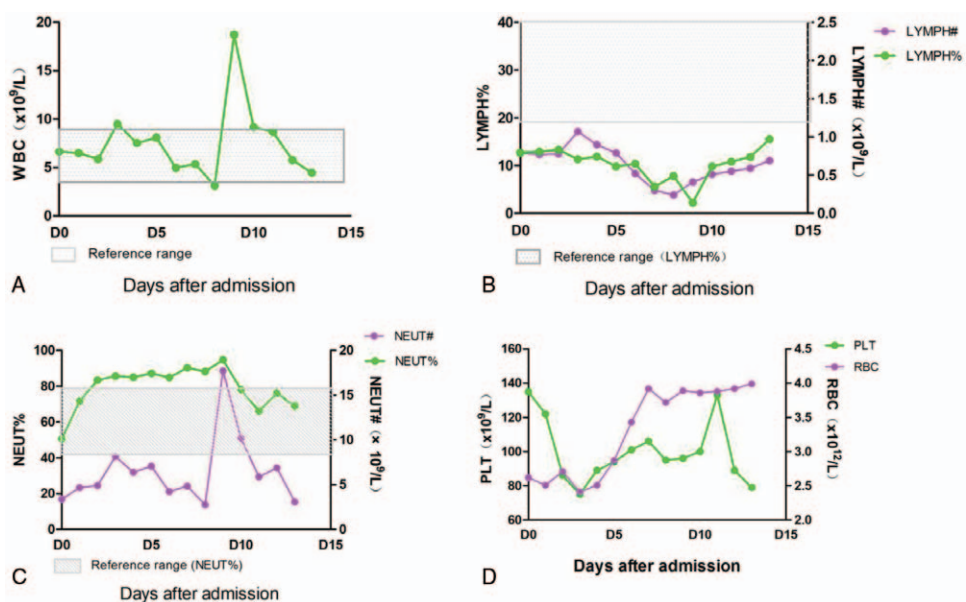 20
15
10
5
0
WBC (x10⁹/L)
D0 D5 D10 D15
Reference range
A Days after admission
40
30
20
10
0
LYMPH%
2.5
2.0
1.5
1.0
0.5
0.0
LYMPH# (x10⁹/L)
LYMPH#
LYMPH%
D0 D5 D10 D15
Reference range (LYMPH%)
B Days after admission
100
80
60
40
20
0
NEUT%
20
15
10
5
0
NEUT# (× 10⁹/L)
NEUT#
NEUT%
D0 D5 D10 D15
Reference range (NEUT%)
C Days after admission
160
140
120
100
80
60
PLT (x10⁹/L)
4.5
4.0
3.5
3.0
2.5
2.0
RBC (x10¹²/L)
PLT
RBC
D0 D5 D10 D15
D Days after admission